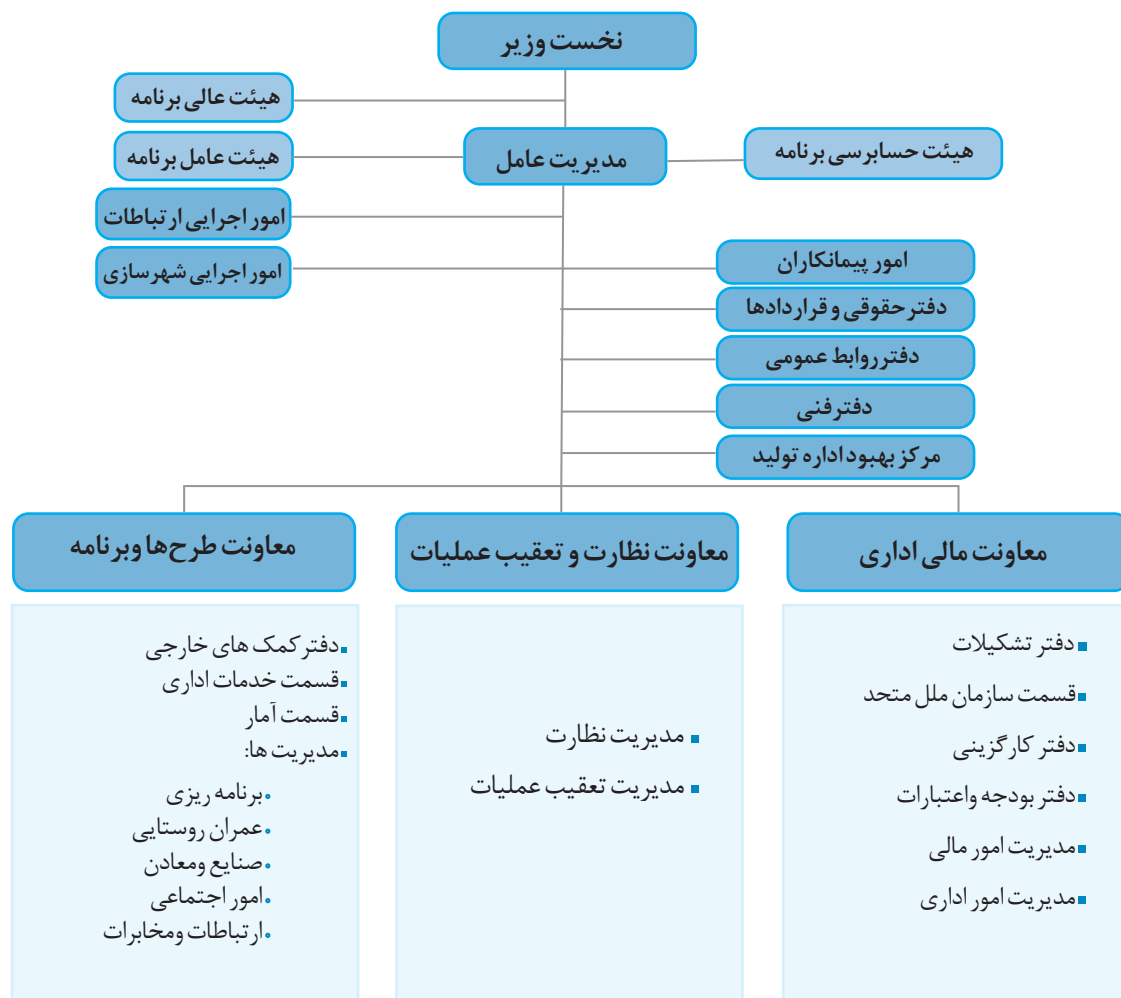 نخست وزیر
هیئت عالی برنامه
هیئت حسابرسی برنامه
مدیریت عامل
هیئت عامل برنامه
امور اجرایی ارتباطات
امور پیمانکاران
امور اجرایی شهرسازی
دفتر حقوقی و قراردادها
دفتر روابط عمومی
دفتر فنی
مرکز بهبود اداره تولید
معاونت مالی اداری
دفتر تشکیلات
قسمت سازمان ملل متحد
دفتر کارگزینی
دفتر بودجه واعتبارات
مدیریت امور مالی
مدیریت امور اداری
معاونت نظارت و تعقیب عملیات
مدیریت نظارت
مدیریت تعقیب عملیات
معاونت طرح‌ها وبرنامه
دفتر کمک های خارجی
قسمت خدمات اداری
قسمت آمار
مدیریت ها:
برنامه ریزی
عمران روستایی
صنایع ومعادن
امور اجتماعی
ارتباطات ومخابرات